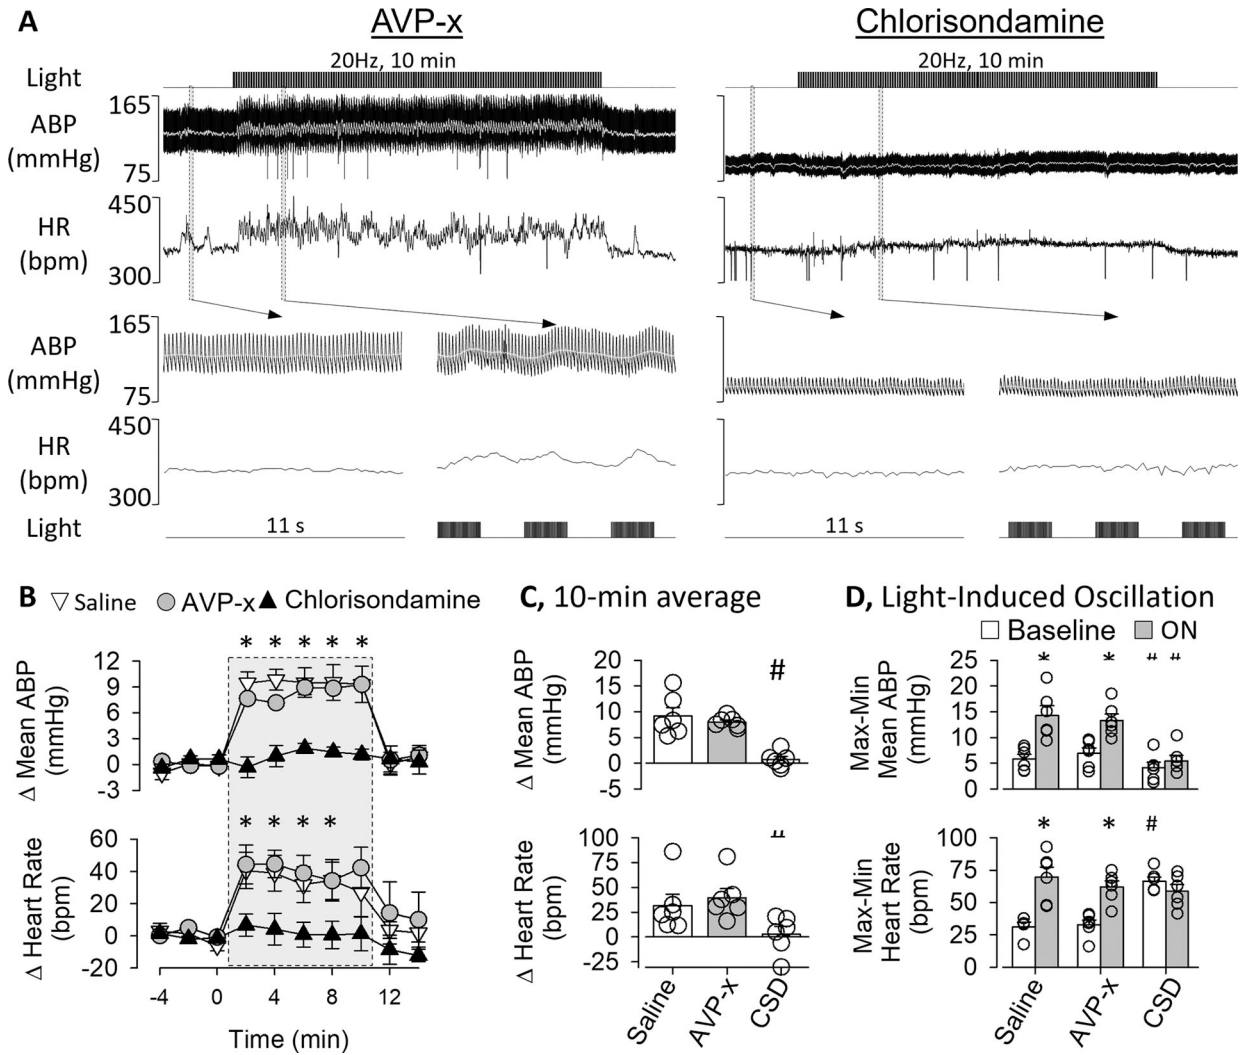 A
AVP-x
Chlorisondamine
20Hz, 10 min
20Hz, 10 min
Light
ABP
(mmHg)
165
75
HR
(bpm)
450
300
ABP
(mmHg)
165
75
HR
(bpm)
450
300
Light
11 s
11 s
B
Saline
AVP-x
Chlorisondamine
* * * * *
Δ Mean ABP
(mmHg)
12
9
6
3
0
-3
* * * *
Δ Heart Rate
(bpm)
60
40
20
0
-20
-4 0 4 8 12
Time (min)
C, 10-min average
Δ Mean ABP
(mmHg)
20
15
10
5
0
-5
#
Δ Heart Rate
(bpm)
100
75
50
25
0
-25
#
Saline
AVP-x
CSD
D, Light-Induced Oscillation
Baseline
ON
Max-Min
Mean ABP
(mmHg)
25
20
15
10
5
0
* * # #
Max-Min
Heart Rate
(bpm)
100
75
50
25
0
* * #
Saline
AVP-x
CSD